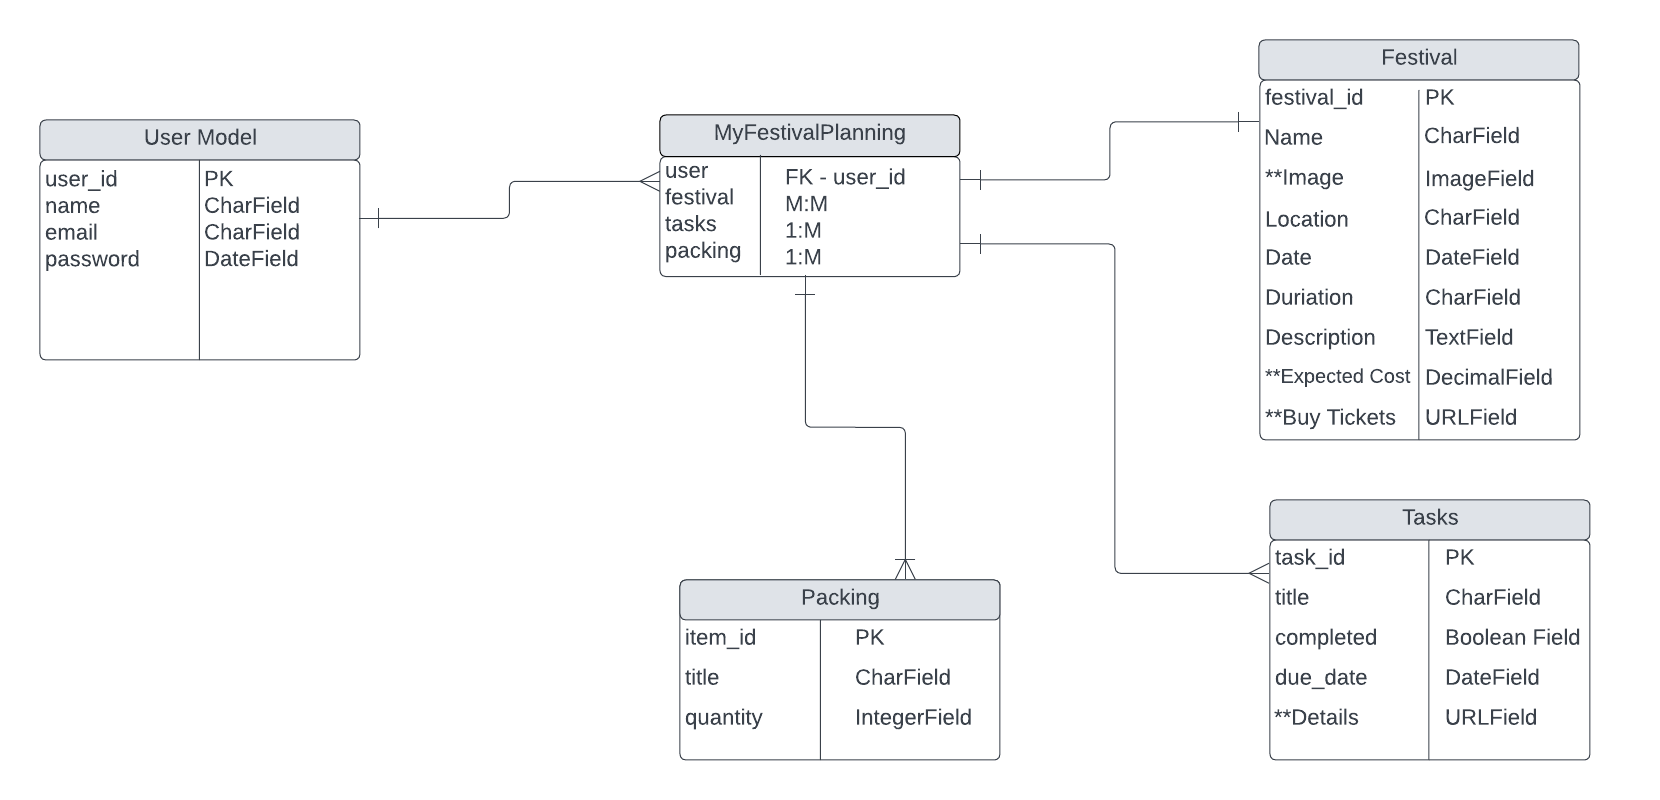 User Model
user_id PK
name CharField
email CharField
password DateField
MyFestivalPlanning
user FK - user_id
festival M:M
tasks 1:M
packing 1:M
Festival
festival_id PK
Name CharField
**Image ImageField
Location CharField
Date DateField
Duriation CharField
Description TextField
**Expected Cost DecimalField
**Buy Tickets URLField
Packing
item_id PK
title CharField
quantity IntegerField
Tasks
task_id PK
title CharField
completed Boolean Field
due_date DateField
**Details URLField